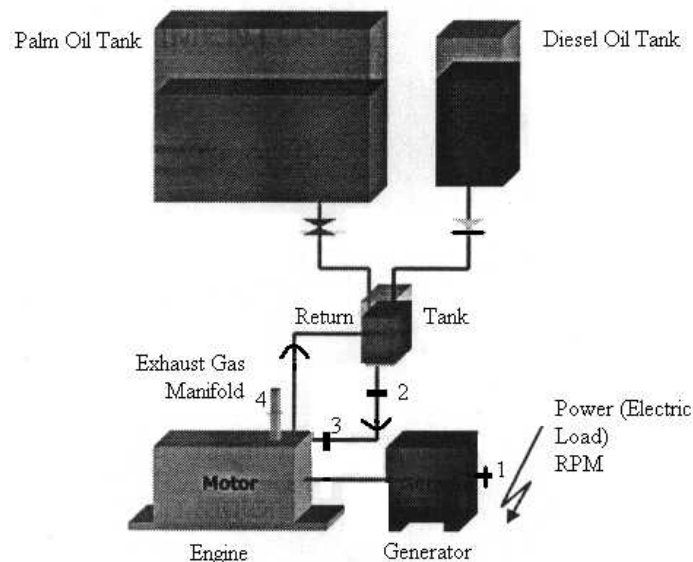 Palm Oil Tank
Diesel Oil Tank
Return Tank
Exhaust Gas
Manifold
4
2
3
Power (Electric
Load)
RPM
Motor
1
Engine
Generator